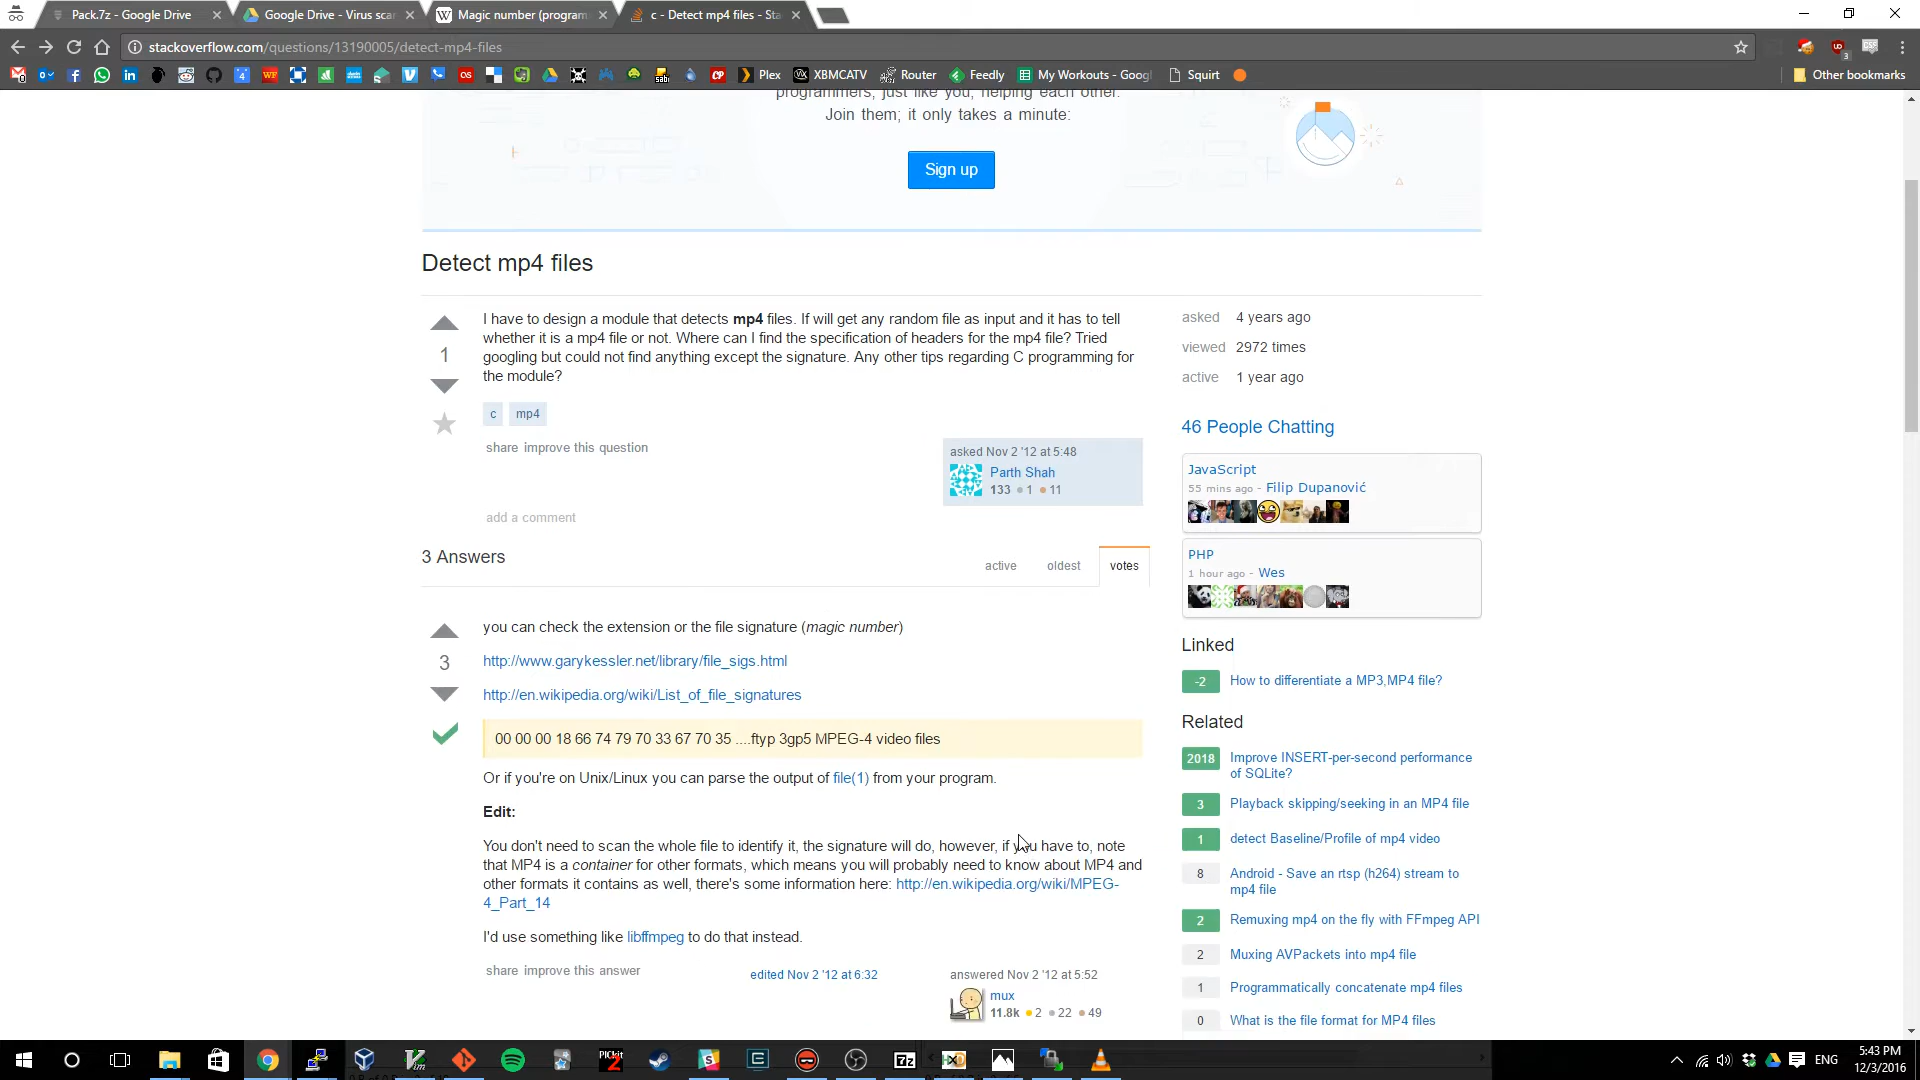 Pack.7z - Google Drive
Google Drive - Virus scan
Magic number (program
c - Detect mp4 files - Sta
stackoverflow.com/questions/13190005/detect-mp4-files
Plex
XBMCATV
Router
Feedly
My Workouts - Googl
Squirt
Other bookmarks
programmers, just like you, helping each other.
Join them; it only takes a minute:
Sign up
Detect mp4 files
I have to design a module that detects mp4 files. If will get any random file as input and it has to tell
whether it is a mp4 file or not. Where can I find the specification of headers for the mp4 file? Tried
googling but could not find anything except the signature. Any other tips regarding C programming for
the module?
1
c mp4
share improve this question
asked Nov 2 '12 at 5:48
Parth Shah
133 1 11
add a comment
3 Answers
active oldest votes
you can check the extension or the file signature (magic number)
3
http://www.garykessler.net/library/file_sigs.html
http://en.wikipedia.org/wiki/List_of_file_signatures
00 00 00 18 66 74 79 70 33 67 70 35 ....ftyp 3gp5 MPEG-4 video files
Or if you're on Unix/Linux you can parse the output of file(1) from your program.
Edit:
You don't need to scan the whole file to identify it, the signature will do, however, if you have to, note
that MP4 is a container for other formats, which means you will probably need to know about MP4 and
other formats it contains as well, there's some information here: http://en.wikipedia.org/wiki/MPEG-
4_Part_14
I'd use something like libffmpeg to do that instead.
share improve this answer
edited Nov 2 '12 at 6:32
answered Nov 2 '12 at 5:52
mux
11.8k 2 22 49
asked 4 years ago
viewed 2972 times
active 1 year ago
46 People Chatting
JavaScript
55 mins ago - Filip Dupanović
PHP
1 hour ago - Wes
Linked
-2 How to differentiate a MP3,MP4 file?
Related
2018 Improve INSERT-per-second performance
of SQLite?
3 Playback skipping/seeking in an MP4 file
1 detect Baseline/Profile of mp4 video
8 Android - Save an rtsp (h264) stream to
mp4 file
2 Remuxing mp4 on the fly with FFmpeg API
2 Muxing AVPackets into mp4 file
1 Programmatically concatenate mp4 files
0 What is the file format for MP4 files
ENG
5:43 PM
12/3/2016